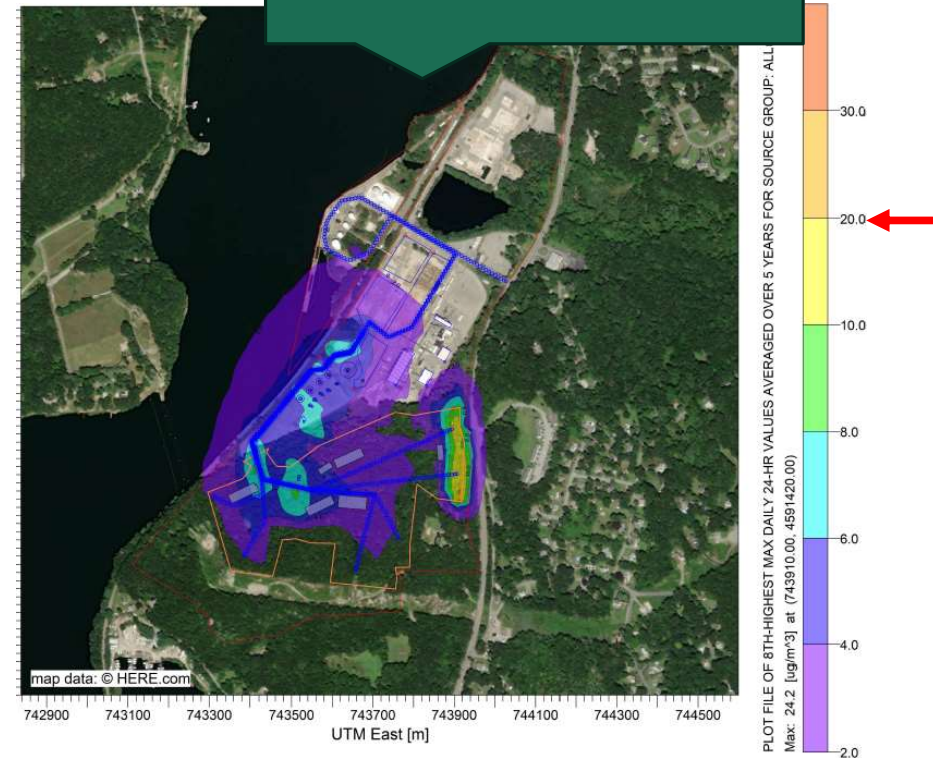 map data: © HERE.com
742900 743100 743300 743500 743700 743900 744100 744300 744500
UTM East [m]
PLOT FILE OF 8TH-HIGHEST MAX DAILY 24-HR VALUES AVERAGED OVER 5 YEARS FOR SOURCE GROUP:
Max: 24.2 [ug/m^3] at (743910.00, 4591420.00)
30.0
20.0
10.0
8.0
6.0
4.0
2.0